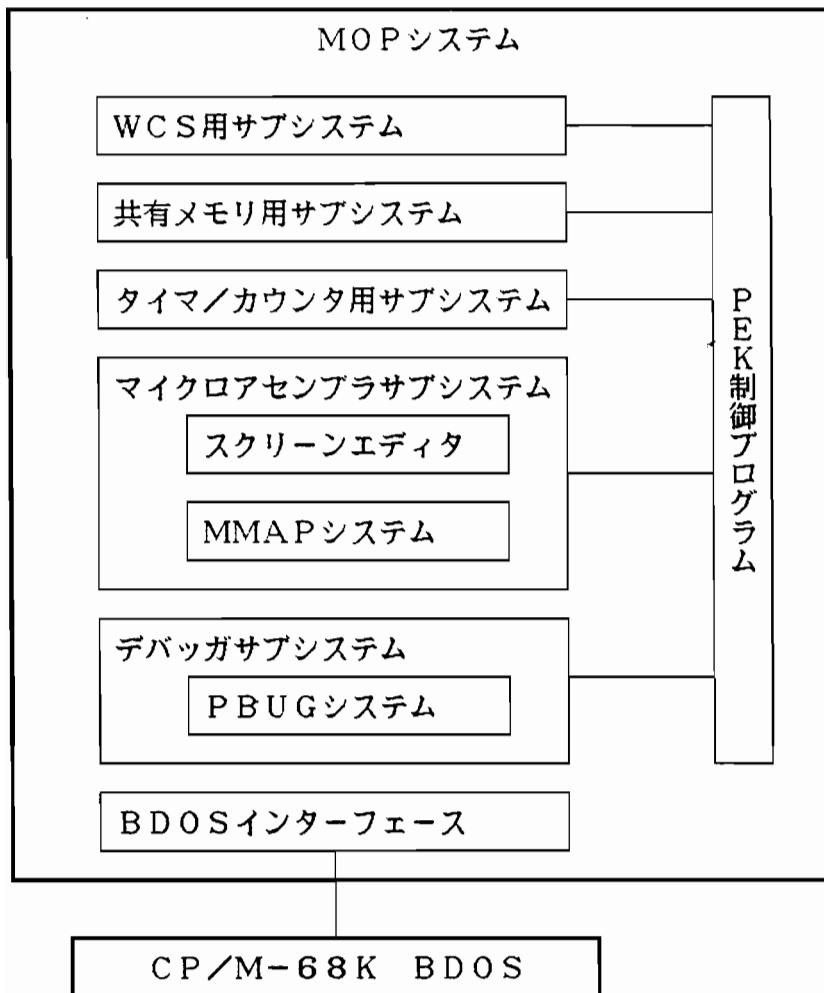 ＭＯＰシステム
ＷＣＳ用サブシステム
共有メモリ用サブシステム
タイマ／カウンタ用サブシステム
マイクロアセンブラサブシステム
スクリーンエディタ
ＭＭＡＰシステム
デバッガサブシステム
ＰＢＵＧシステム
ＢＤＯＳインターフェース
ＰＥＫ制御プログラム
ＣＰ／Ｍ－６８Ｋ　ＢＤＯＳ